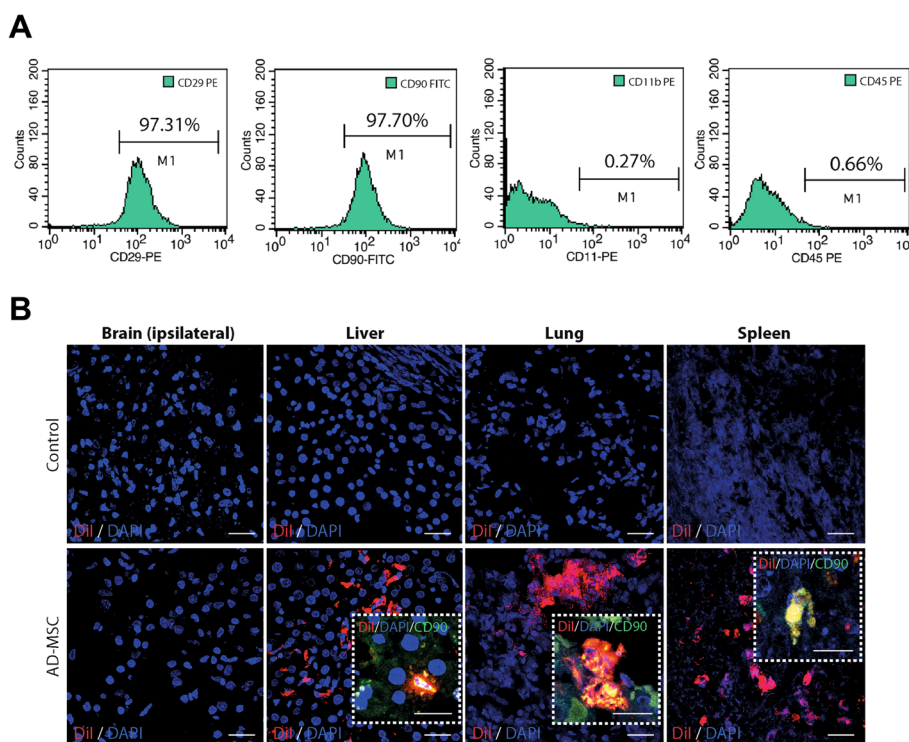 A
200
160
120
80
40
0
Counts
CD29 PE
97.31%
M1
10⁰ 10¹ 10² 10³ 10⁴
CD29-PE
200
160
120
80
40
0
Counts
CD90 FITC
97.70%
M1
10⁰ 10¹ 10² 10³ 10⁴
CD90-FITC
200
160
120
80
40
0
Counts
CD11b PE
0.27%
M1
10⁰ 10¹ 10² 10³ 10⁴
CD11-PE
200
160
120
80
40
0
Counts
CD45 PE
0.66%
M1
10⁰ 10¹ 10² 10³ 10⁴
CD45 PE
B
Brain (ipsilateral) Liver Lung Spleen
Control
DiI / DAPI DiI / DAPI DiI / DAPI DiI / DAPI
AD-MSC
DiI/DAPI/CD90
DiI/DAPI/CD90
DiI/DAPI/CD90
DiI / DAPI DiI / DAPI DiI / DAPI DiI / DAPI